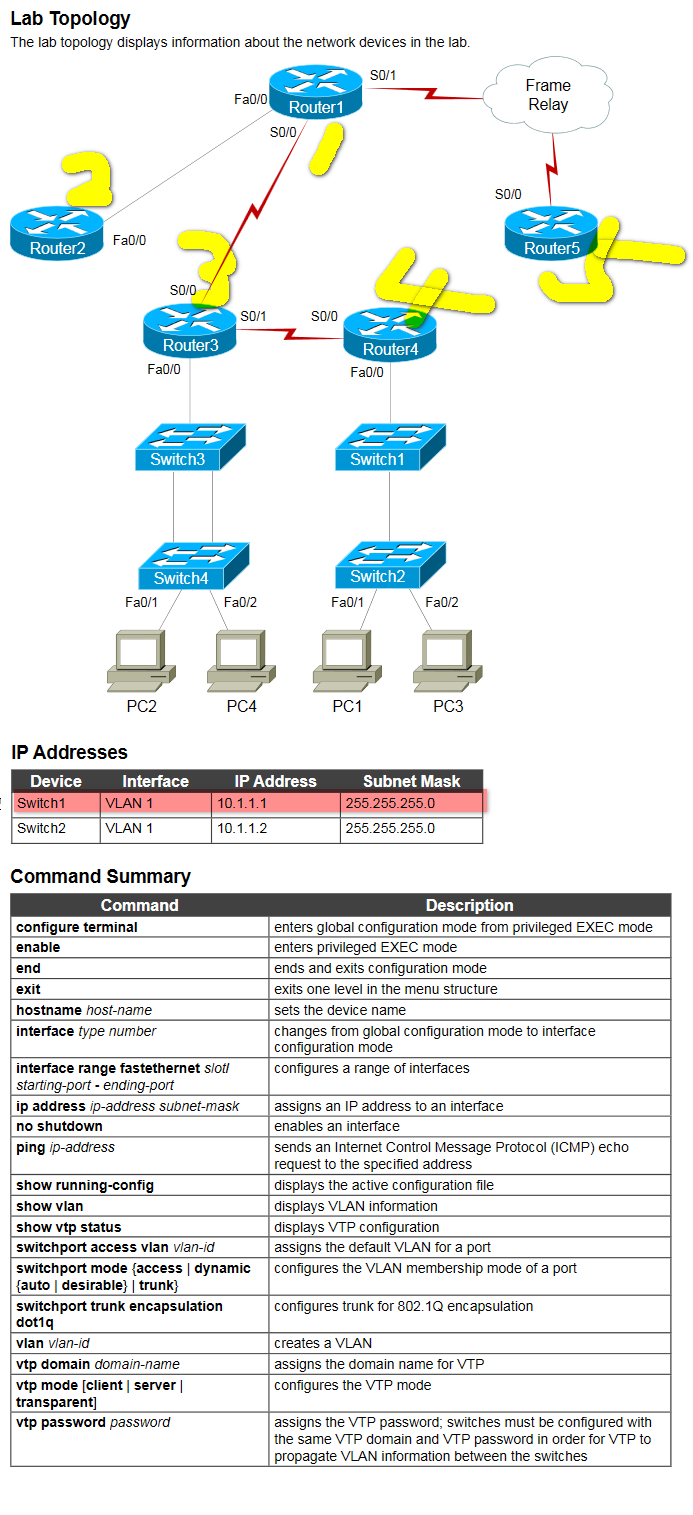 Lab Topology
The lab topology displays information about the network devices in the lab.
S0/1
Frame
Relay
Fa0/0
Router1
S0/0
1
2
S0/0
Router2
Fa0/0
Router5
3
4
5
S0/0
S0/1
S0/0
Router3
Router4
Fa0/0
Fa0/0
Switch3
Switch1
Switch4
Switch2
Fa0/1
Fa0/2
Fa0/1
Fa0/2
PC2
PC4
PC1
PC3
IP Addresses
Device Interface IP Address Subnet Mask
Switch1 VLAN 1 10.1.1.1 255.255.255.0
Switch2 VLAN 1 10.1.1.2 255.255.255.0
Command Summary
Command Description
configure terminal enters global configuration mode from privileged EXEC mode
enable enters privileged EXEC mode
end ends and exits configuration mode
exit exits one level in the menu structure
hostname host-name sets the device name
interface type number changes from global configuration mode to interface
configuration mode
interface range fastethernet slot/ configures a range of interfaces
starting-port - ending-port
ip address ip-address subnet-mask assigns an IP address to an interface
no shutdown enables an interface
ping ip-address sends an Internet Control Message Protocol (ICMP) echo
request to the specified address
show running-config displays the active configuration file
show vlan displays VLAN information
show vtp status displays VTP configuration
switchport access vlan vlan-id assigns the default VLAN for a port
switchport mode {access | dynamic configures the VLAN membership mode of a port
{auto | desirable} | trunk}
switchport trunk encapsulation configures trunk for 802.1Q encapsulation
dot1q
vlan vlan-id creates a VLAN
vtp domain domain-name assigns the domain name for VTP
vtp mode [client | server | configures the VTP mode
transparent]
vtp password password assigns the VTP password; switches must be configured with
the same VTP domain and VTP password in order for VTP to
propagate VLAN information between the switches